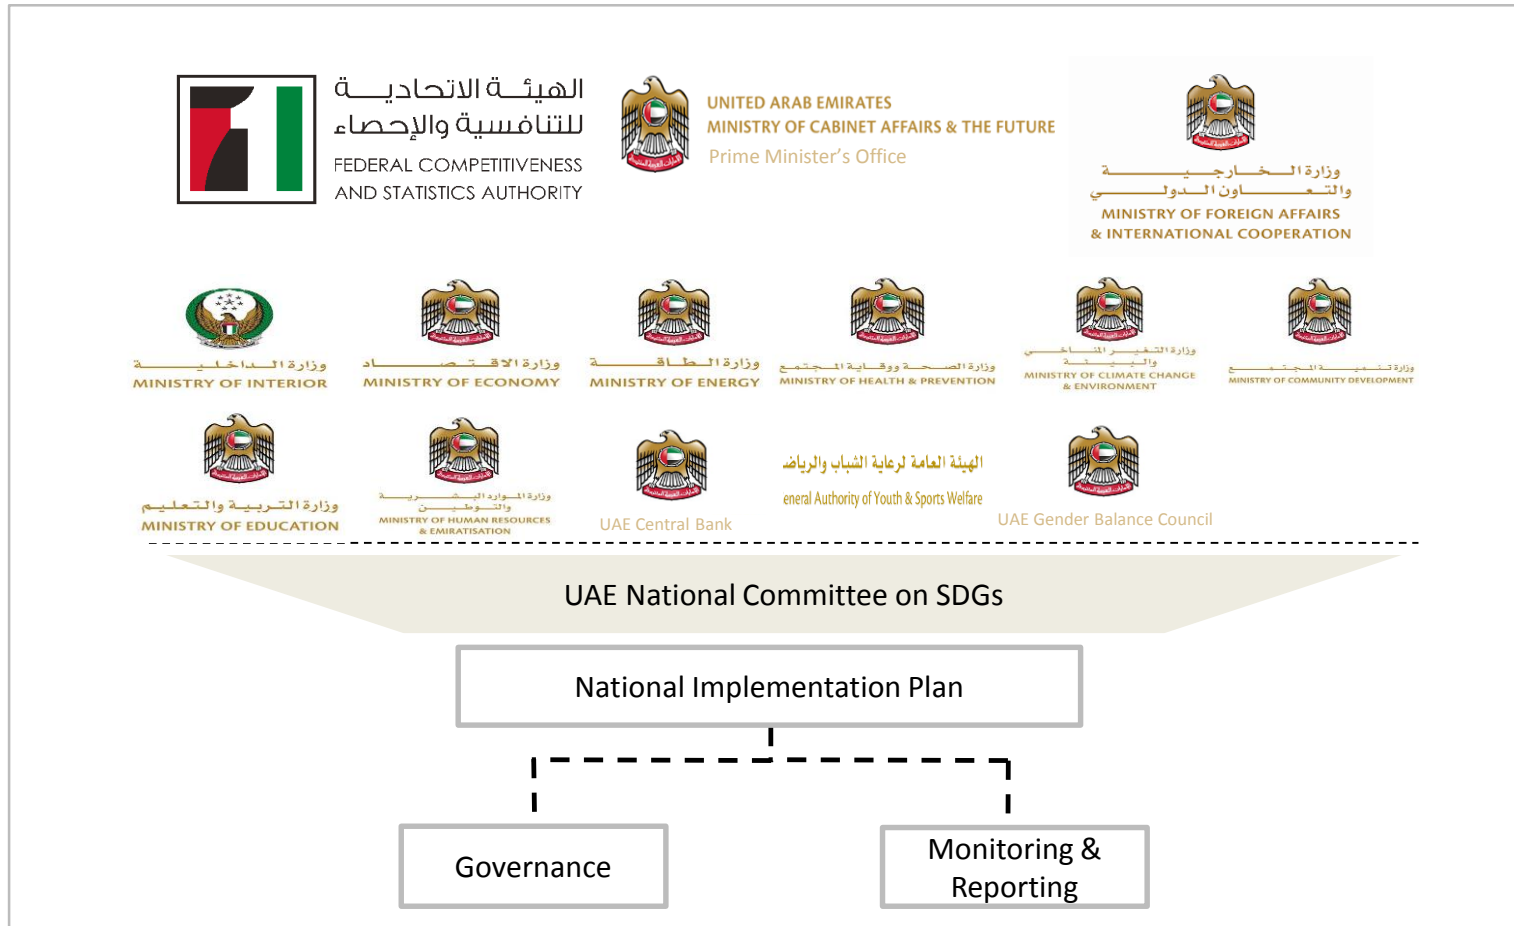 الهيئة الاتحادية
للتنافسية والإحصاء
FEDERAL COMPETITIVENESS
AND STATISTICS AUTHORITY
UNITED ARAB EMIRATES
MINISTRY OF CABINET AFFAIRS & THE FUTURE
Prime Minister's Office
وزارة الخارجية
والتعاون الدولي
MINISTRY OF FOREIGN AFFAIRS
& INTERNATIONAL COOPERATION
وزارة الداخلية
MINISTRY OF INTERIOR
وزارة الاقتصاد
MINISTRY OF ECONOMY
وزارة الطاقة
MINISTRY OF ENERGY
وزارة الصحة ووقاية المجتمع
MINISTRY OF HEALTH & PREVENTION
وزارة التغير المناخي
والبيئة
MINISTRY OF CLIMATE CHANGE
& ENVIRONMENT
وزارة تنمية المجتمع
MINISTRY OF COMMUNITY DEVELOPMENT
وزارة التربية والتعليم
MINISTRY OF EDUCATION
وزارة الموارد البشرية
والتوطين
MINISTRY OF HUMAN RESOURCES
& EMIRATISATION
UAE Central Bank
الهيئة العامة لرعاية الشباب والرياض
eneral Authority of Youth & Sports Welfare
UAE Gender Balance Council
UAE National Committee on SDGs
National Implementation Plan
Governance
Monitoring &
Reporting